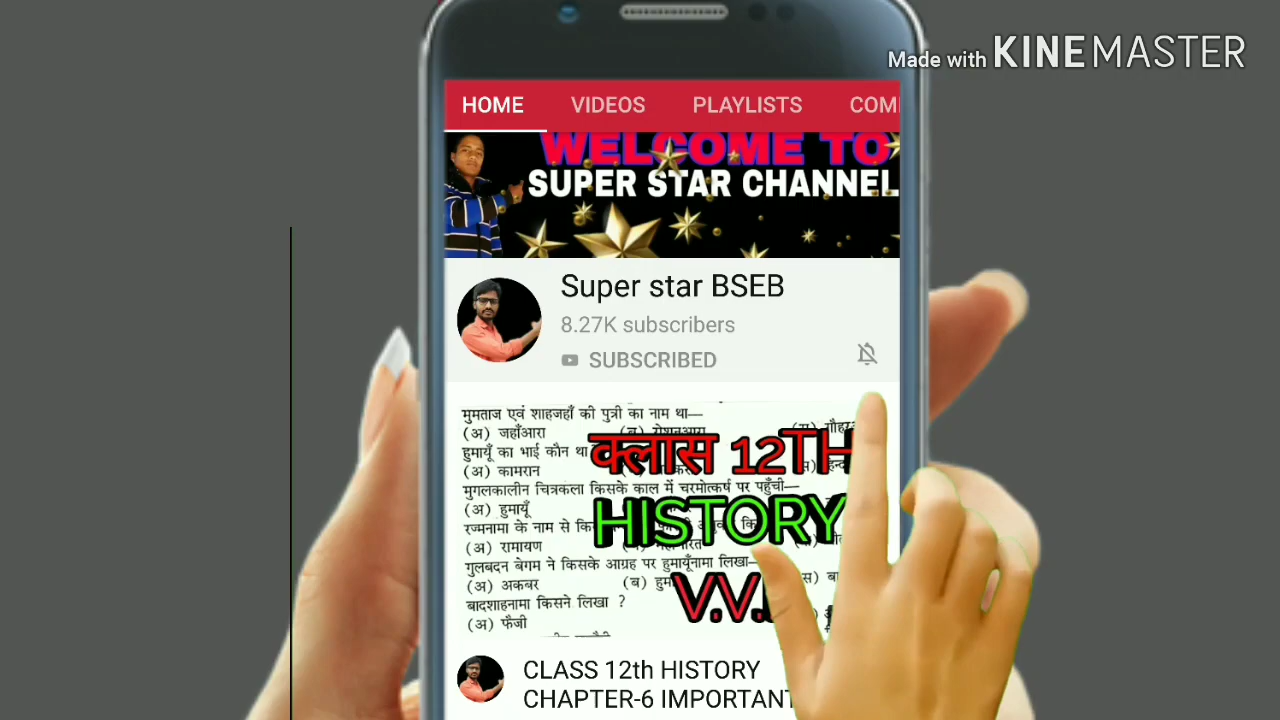 Made with KINEMASTER
HOME VIDEOS PLAYLISTS COM
WELCOME TO
SUPER STAR CHANNEL
Super star BSEB
8.27K subscribers
SUBSCRIBED
मुमताज एवं शाहजहाँ की पुत्री का नाम था—
(अ) जहाँआरा (ब) रोशनआरा (स)
हुमायूँ का भाई कौन था
(अ) कामरान
क्लास 12TH
मुगलकालीन चित्रकला किसके काल में चरमोत्कर्ष पर पहुँची—
(अ) हुमायूँ
HISTORY
रज्मनामा के नाम से
(अ) रामायण
गुलबदन बेगम ने किसके आग्रह पर हुमायूँनामा लिखा—
(अ) अकबर (ब) (स)
V.V.
बादशाहनामा किसने लिखा ?
(अ) फैजी
CLASS 12th HISTORY
CHAPTER-6 IMPORTANT